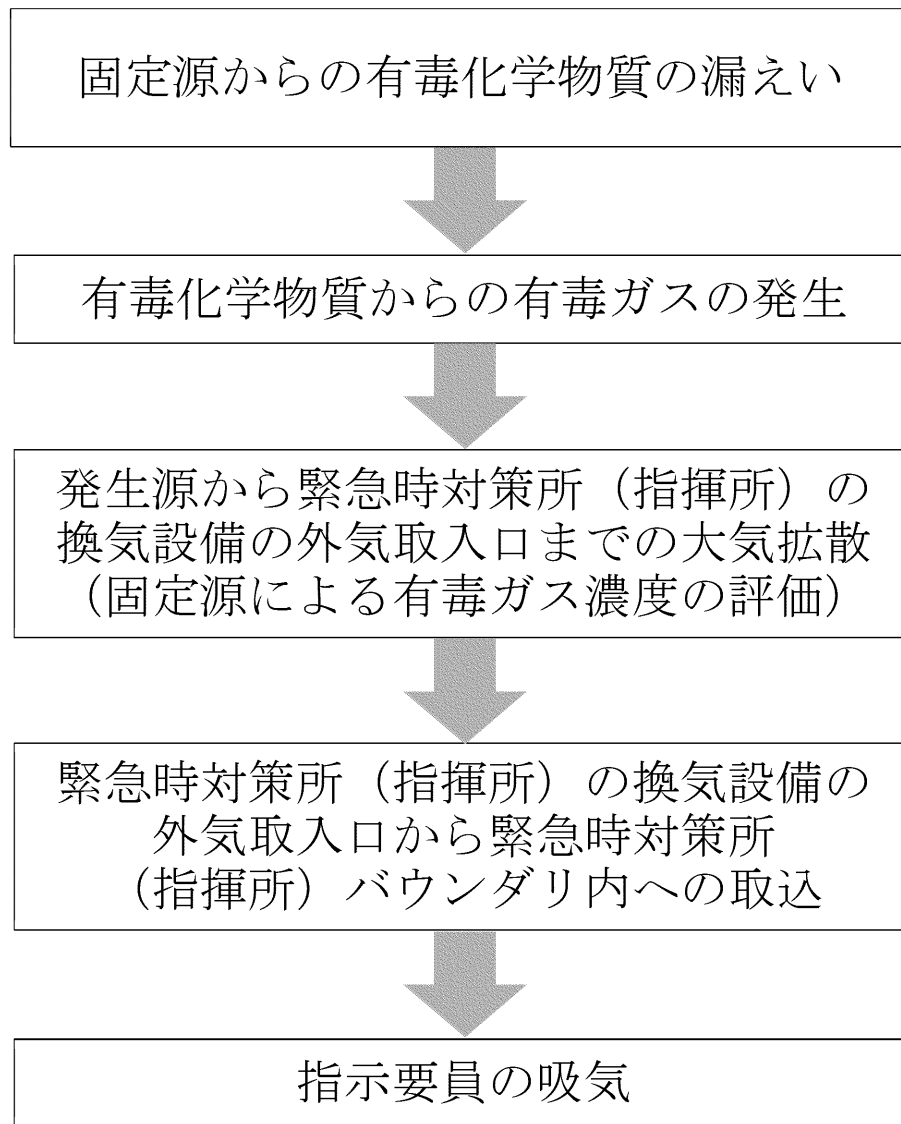 固定源からの有毒化学物質の漏えい
有毒化学物質からの有毒ガスの発生
発生源から緊急時対策所（指揮所）の
換気設備の外気取入口までの大気拡散
（固定源による有毒ガス濃度の評価）
緊急時対策所（指揮所）の換気設備の
外気取入口から緊急時対策所
（指揮所）バウンダリ内への取込
指示要員の吸気